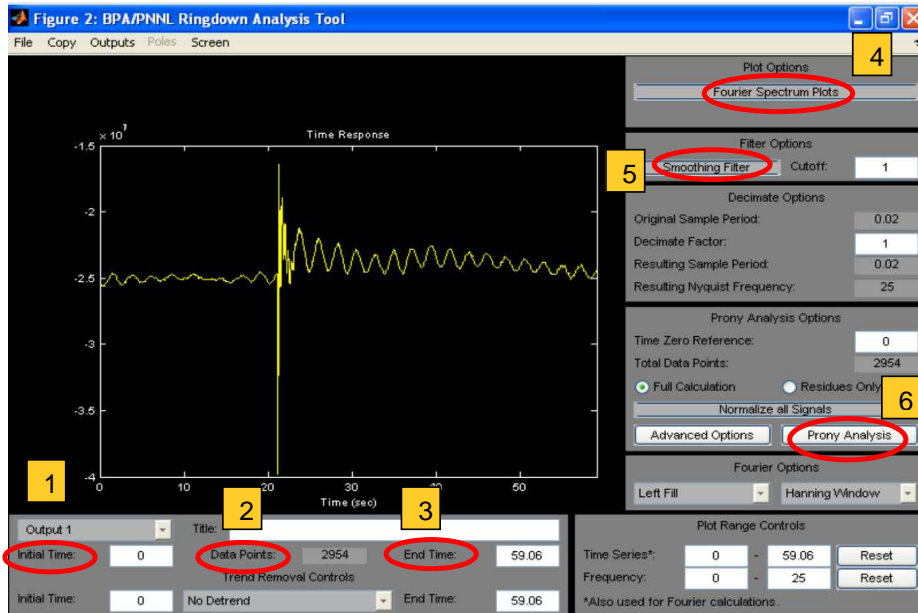 Figure 2: BPA/PNNL Ringdown Analysis Tool
File Copy Outputs Poles Screen
4
Plot Options
Fourier Spectrum Plots
Time Response
× 10⁷
-1.5
-2
-2.5
-3
-3.5
-4
0 10 20 30 40 50
Time (sec)
5
Filter Options
Smoothing Filter Cutoff: 1
Decimate Options
Original Sample Period: 0.02
Decimate Factor: 1
Resulting Sample Period: 0.02
Resulting Nyquist Frequency: 25
Prony Analysis Options
Time Zero Reference: 0
Total Data Points: 2954
Full Calculation Residues Only
6
Normalize all Signals
Advanced Options Prony Analysis
Fourier Options
Left Fill Hanning Window
1
2
3
Output 1 Title:
Initial Time: 0 Data Points: 2954 End Time: 59.06
Trend Removal Controls
Initial Time: 0 No Detrend End Time: 59.06
Plot Range Controls
Time Series*: 0 - 59.06 Reset
Frequency: 0 - 25 Reset
*Also used for Fourier calculations.